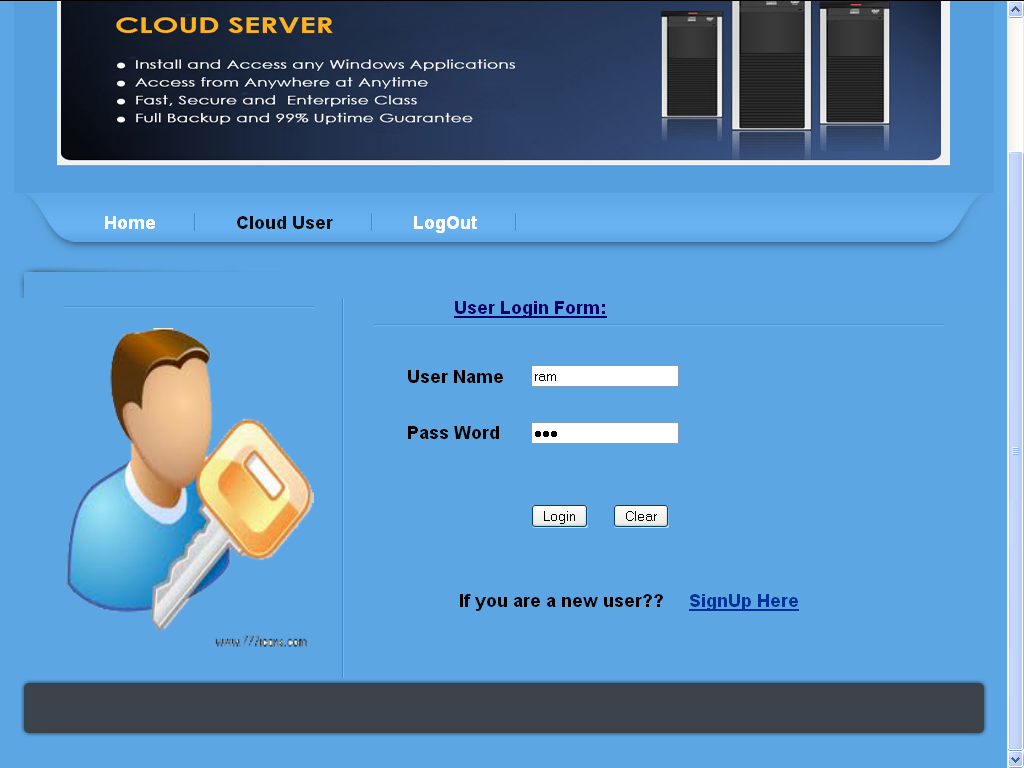 CLOUD SERVER
● Install and Access any Windows Applications
● Access from Anywhere at Anytime
● Fast, Secure and Enterprise Class
● Full Backup and 99% Uptime Guarantee
Home Cloud User LogOut
User Login Form:
User Name ram
Pass Word ●●●
Login Clear
If you are a new user?? SignUp Here